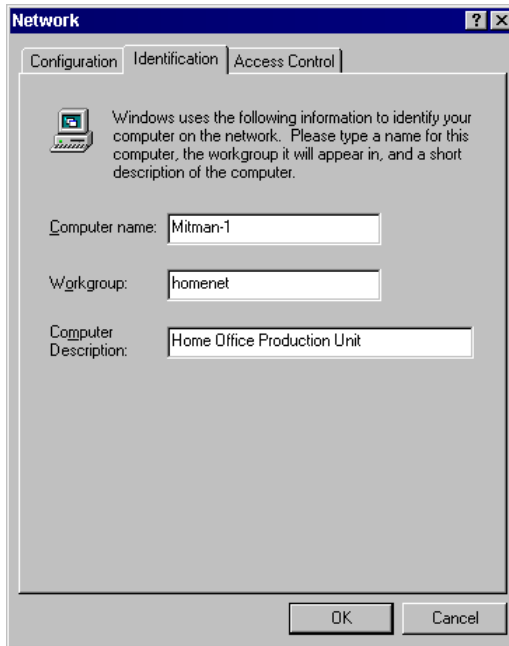 Network
Configuration Identification Access Control
Windows uses the following information to identify your
computer on the network. Please type a name for this
computer, the workgroup it will appear in, and a short
description of the computer.
Computer name: Mitman-1
Workgroup: homenet
Computer
Description: Home Office Production Unit
OK Cancel